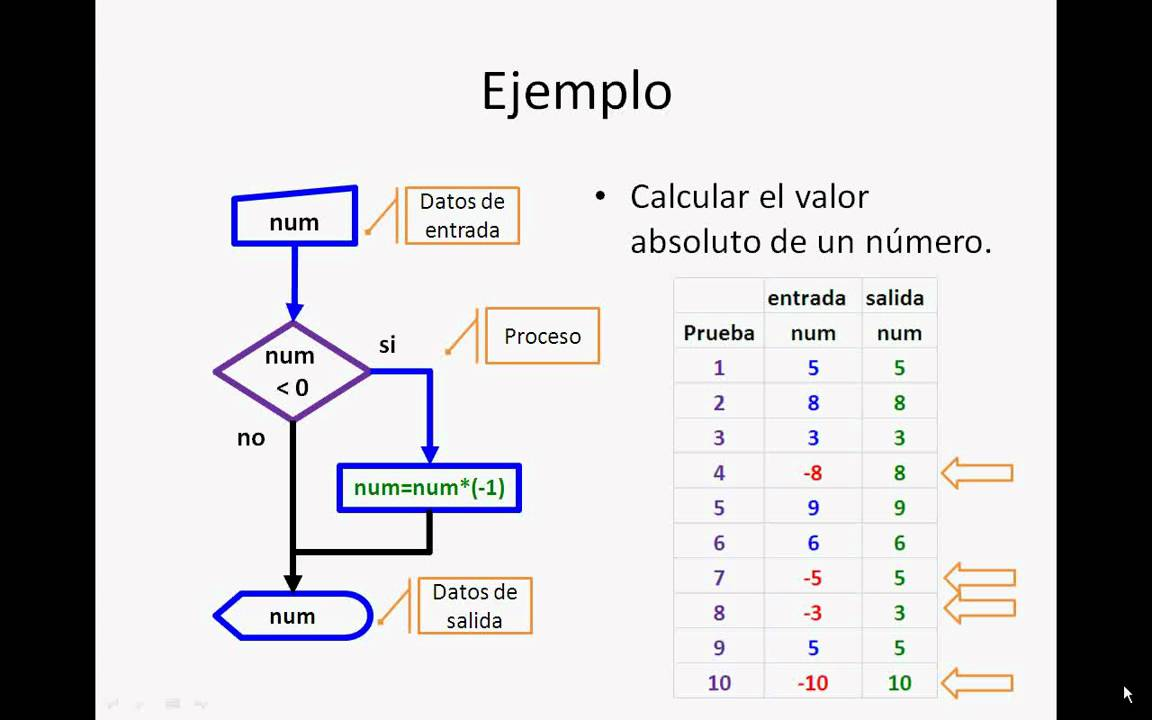 Ejemplo
num
Datos de
entrada
num
< 0
si
no
Proceso
num=num*(-1)
num
Datos de
salida
• Calcular el valor
absoluto de un número.
entrada salida
Prueba num num
1 5 5
2 8 8
3 3 3
4 -8 8
5 9 9
6 6 6
7 -5 5
8 -3 3
9 5 5
10 -10 10